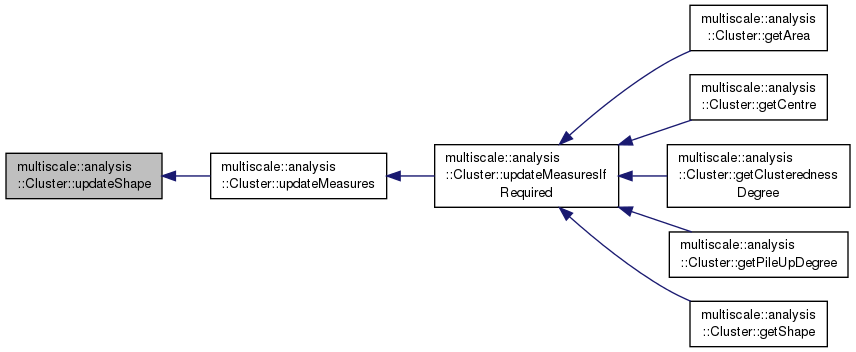 multiscale::analysis
::Cluster::getArea
multiscale::analysis
::Cluster::getCentre
multiscale::analysis
::Cluster::updateShape
multiscale::analysis
::Cluster::updateMeasures
multiscale::analysis
::Cluster::updateMeasuresIf
Required
multiscale::analysis
::Cluster::getClusteredness
Degree
multiscale::analysis
::Cluster::getPileUpDegree
multiscale::analysis
::Cluster::getShape